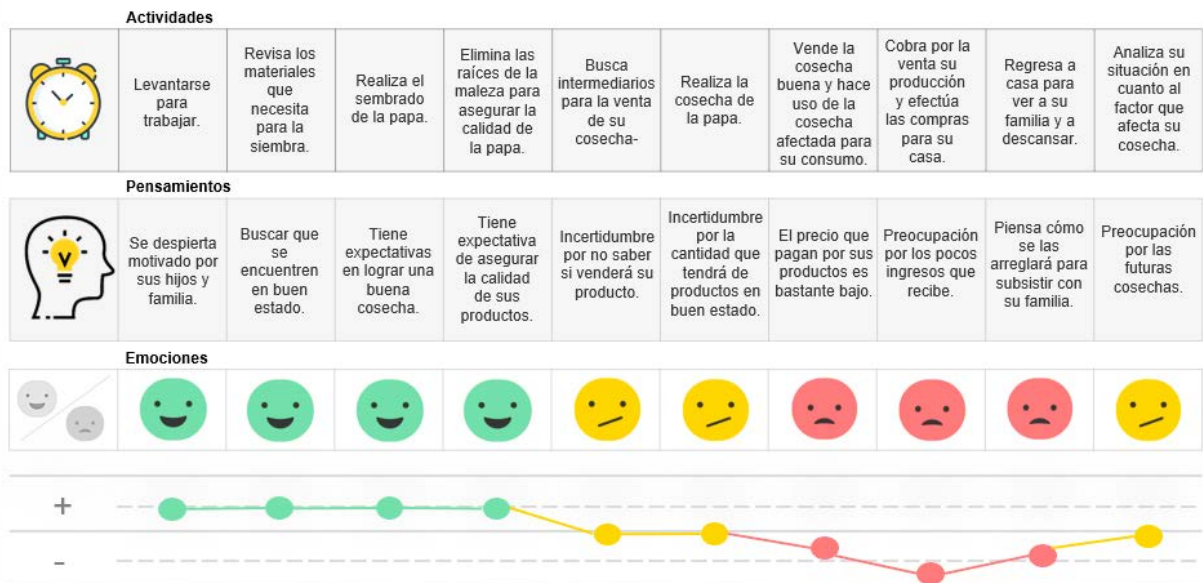 Actividades
Levantarse
para
trabajar.
Revisa los
materiales
que
necesita
para la
siembra.
Realiza el
sembrado
de la papa.
Elimina las
raíces de la
maleza para
asegurar la
calidad de
la papa.
Busca
intermediarios
para la venta
de su
cosecha-
Realiza la
cosecha de
la papa.
Vende la
cosecha
buena y hace
uso de la
cosecha
afectada para
su consumo.
Cobra por la
venta su
producción
y efectúa
las compras
para su
casa.
Regresa a
casa para
ver a su
familia y a
descansar.
Analiza su
situación en
cuanto al
factor que
afecta su
cosecha.
Pensamientos
Se despierta
motivado por
sus hijos y
familia.
Buscar que
se
encuentren
en buen
estado.
Tiene
expectativas
en lograr una
buena
cosecha.
Tiene
expectativa
de asegurar
la calidad
de sus
productos.
Incertidumbre
por no saber
si venderá su
producto.
Incertidumbre
por la
cantidad que
tendrá de
productos en
buen estado.
El precio que
pagan por sus
productos es
bastante bajo.
Preocupación
por los pocos
ingresos que
recibe.
Piensa cómo
se las
arreglará para
subsistir con
su familia.
Preocupación
por las
futuras
cosechas.
Emociones
+
-